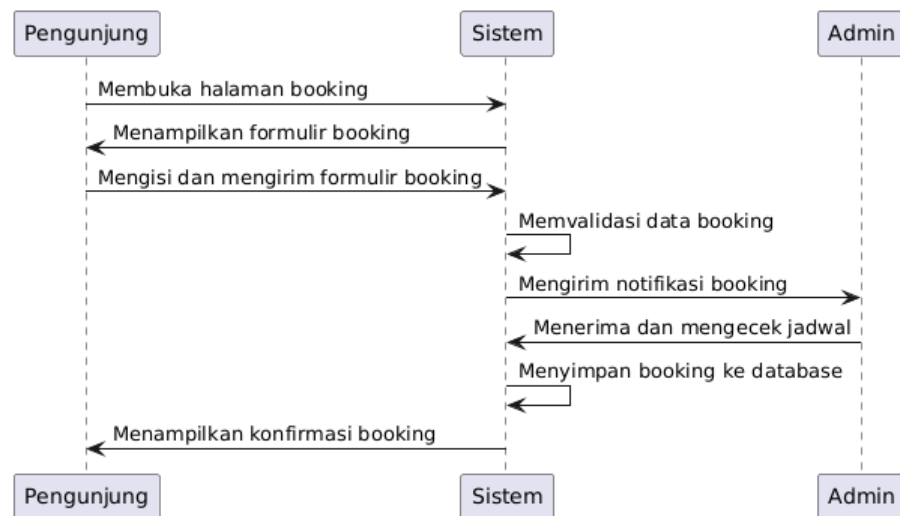 Pengunjung
Sistem
Admin
Membuka halaman booking
Menampilkan formulir booking
Mengisi dan mengirim formulir booking
Memvalidasi data booking
Mengirim notifikasi booking
Menerima dan mengecek jadwal
Menyimpan booking ke database
Menampilkan konfirmasi booking
Pengunjung
Sistem
Admin